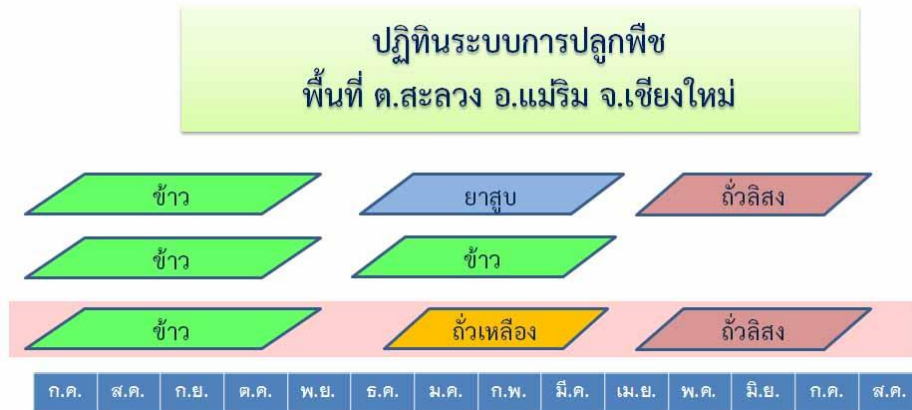 ปฏิทินระบบการปลูกพืช
พื้นที่ ต.สะลวง อ.แม่ริม จ.เชียงใหม่
ข้าว ยาสูบ ถั่วลิสง
ข้าว ข้าว
ข้าว ถั่วเหลือง ถั่วลิสง
ก.ค. ส.ค. ก.ย. ต.ค. พ.ย. ธ.ค. ม.ค. ก.พ. มี.ค. เม.ย. พ.ค. มิ.ย. ก.ค. ส.ค.